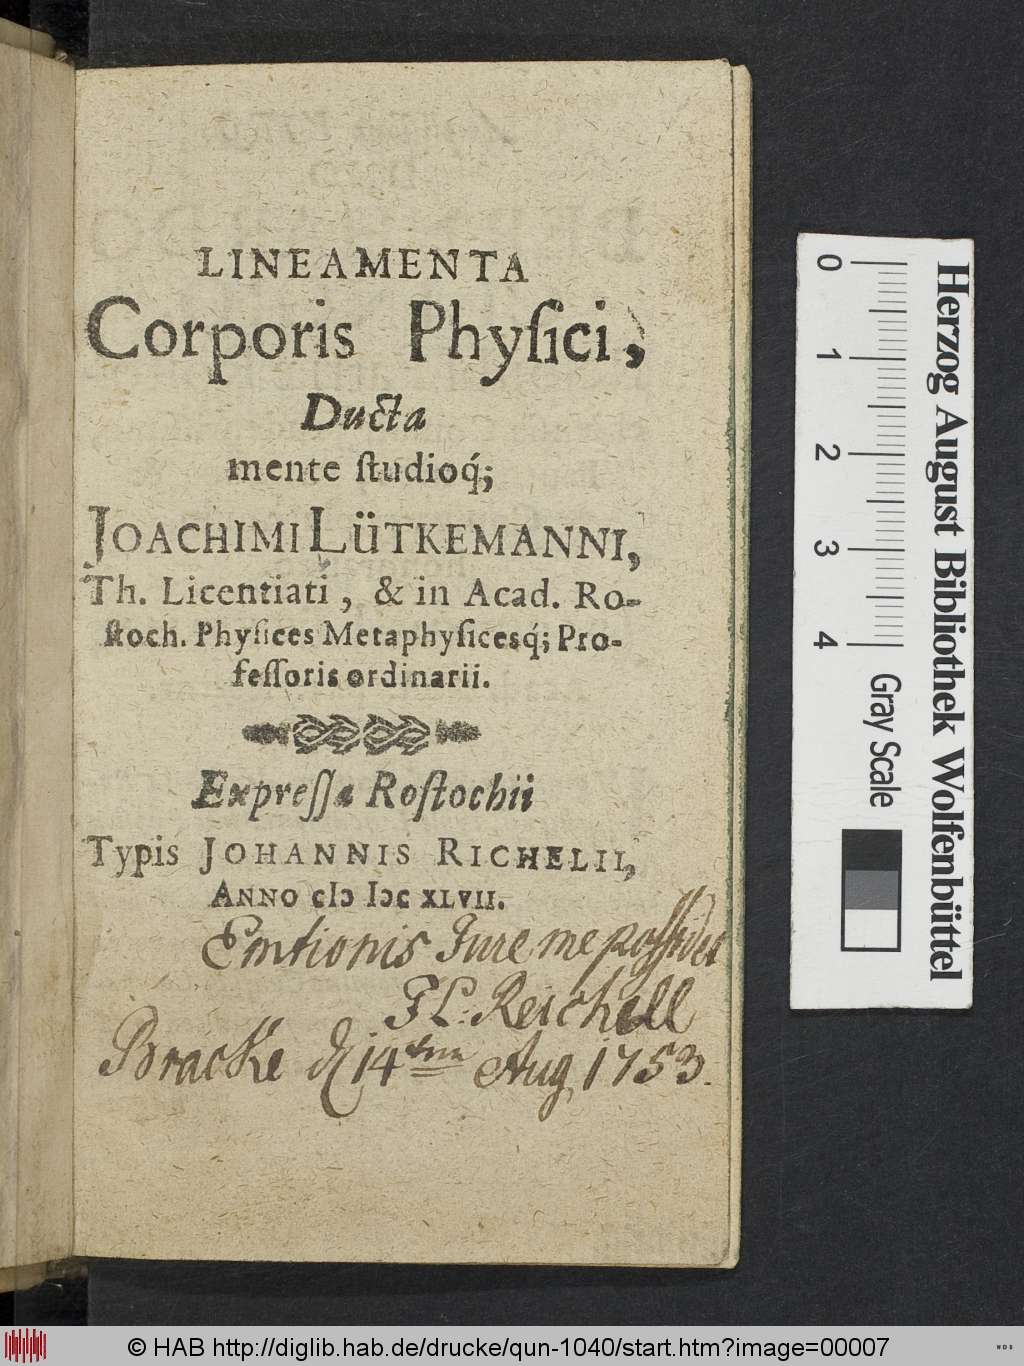 LINEAMENTA
Corporis Phyſici,
Ducta
mente ſtudioq́;
JOACHIMI LÜTKEMANNI,
Th. Licentiati, & in Acad. Ro-
ſtoch. Phyſices Metaphyſicesq́; Pro-
feſſoris ordinarii.
Expreſſa Roſtochii
Typis JOHANNIS RICHELII,
ANNO cIɔ Iɔc XLVII.
Emtionis Jure me possidet
Reichell
Bracke d 14 Aug 1753.
0
1
2
3
4
Gray Scale
Herzog August Bibliothek Wolfenbüttel
© HAB http://diglib.hab.de/drucke/qun-1040/start.htm?image=00007